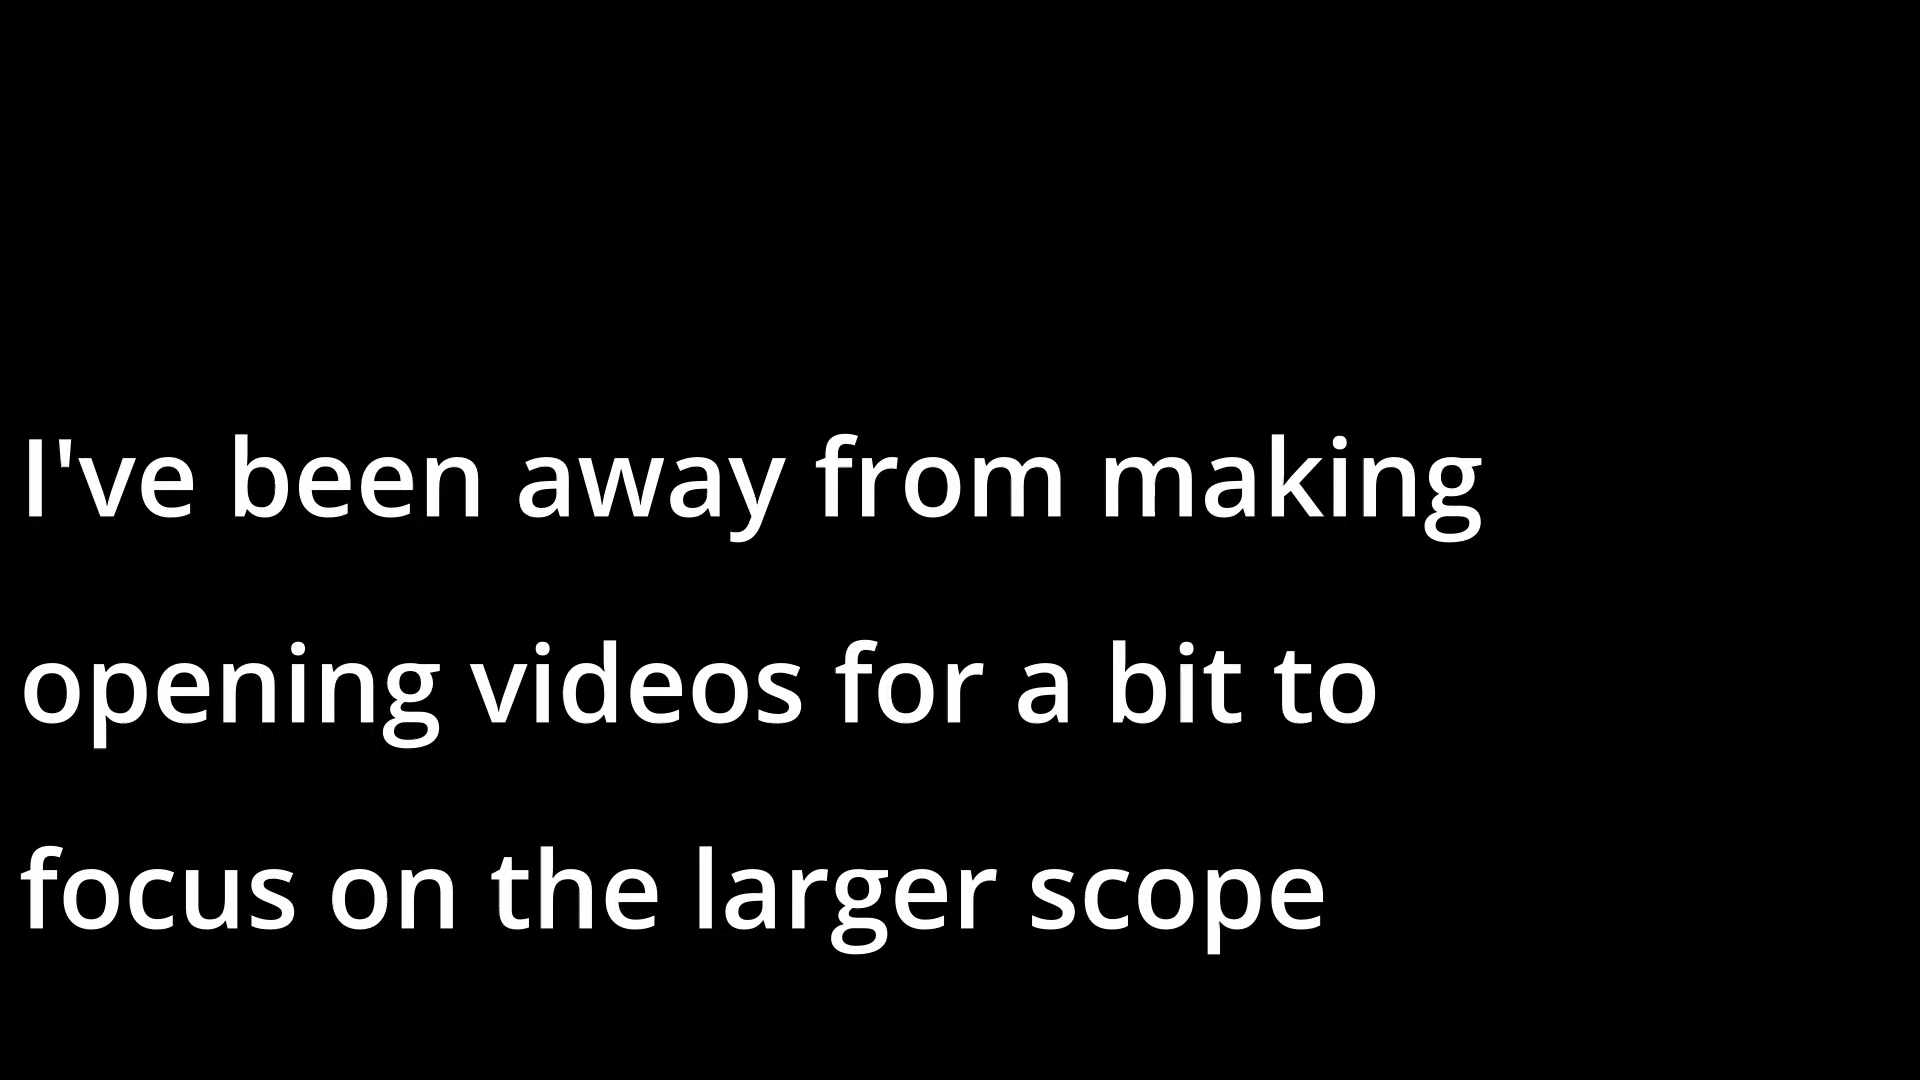 I've been away from making
opening videos for a bit to
focus on the larger scope